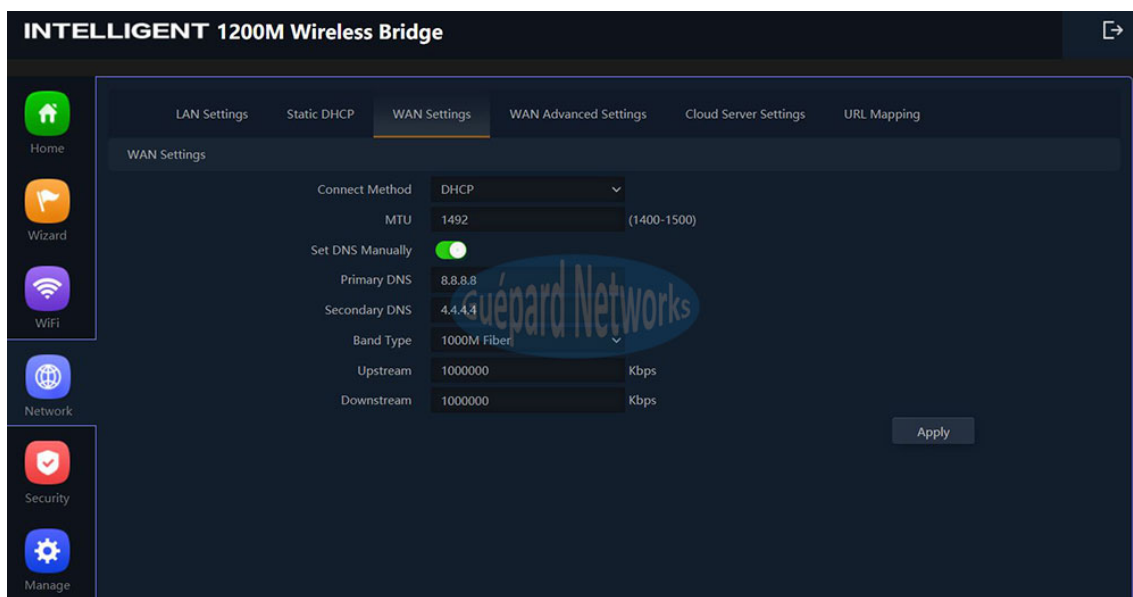 INTELLIGENT 1200M Wireless Bridge
Home
Wizard
WiFi
Network
Security
Manage
LAN Settings Static DHCP WAN Settings WAN Advanced Settings Cloud Server Settings URL Mapping
WAN Settings
Connect Method DHCP
MTU 1492 (1400-1500)
Set DNS Manually
Primary DNS 8.8.8.8
Secondary DNS 4.4.4.4
Band Type 1000M Fiber
Upstream 1000000 Kbps
Downstream 1000000 Kbps
Apply
Guépard Networks